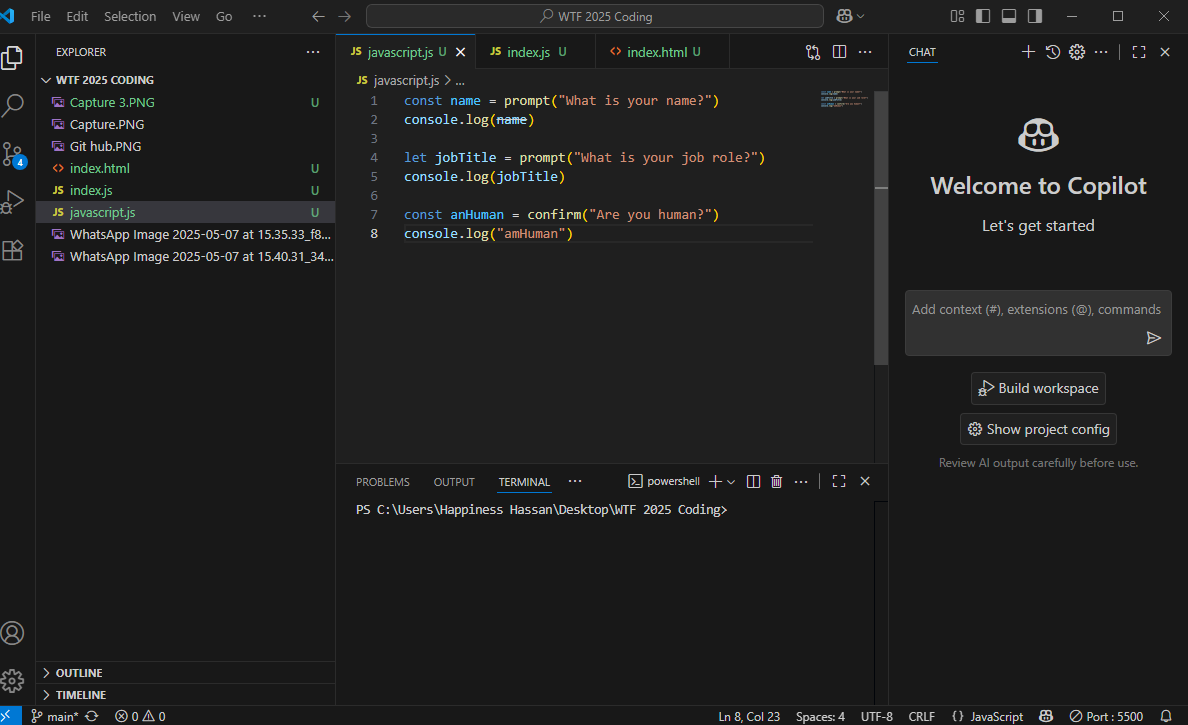 File Edit Selection View Go ··· WTF 2025 Coding
EXPLORER ···
WTF 2025 CODING
Capture 3.PNG U
Capture.PNG
Git hub.PNG
index.html U
JS index.js U
JS javascript.js U
WhatsApp Image 2025-05-07 at 15.35.33_f8...
WhatsApp Image 2025-05-07 at 15.40.31_34...
OUTLINE
TIMELINE
4
JS javascript.js U JS index.js U <> index.html U
JS javascript.js > ...
1 const name = prompt("What is your name?")
2 console.log(name)
3
4 let jobTitle = prompt("What is your job role?")
5 console.log(jobTitle)
6
7 const anHuman = confirm("Are you human?")
8 console.log("amHuman")
PROBLEMS OUTPUT TERMINAL ··· powershell
PS C:\Users\Happiness Hassan\Desktop\WTF 2025 Coding>
CHAT
Welcome to Copilot
Let's get started
Add context (#), extensions (@), commands
Build workspace
Show project config
Review AI output carefully before use.
main* 0 0 Ln 8, Col 23 Spaces: 4 UTF-8 CRLF {} JavaScript Port : 5500